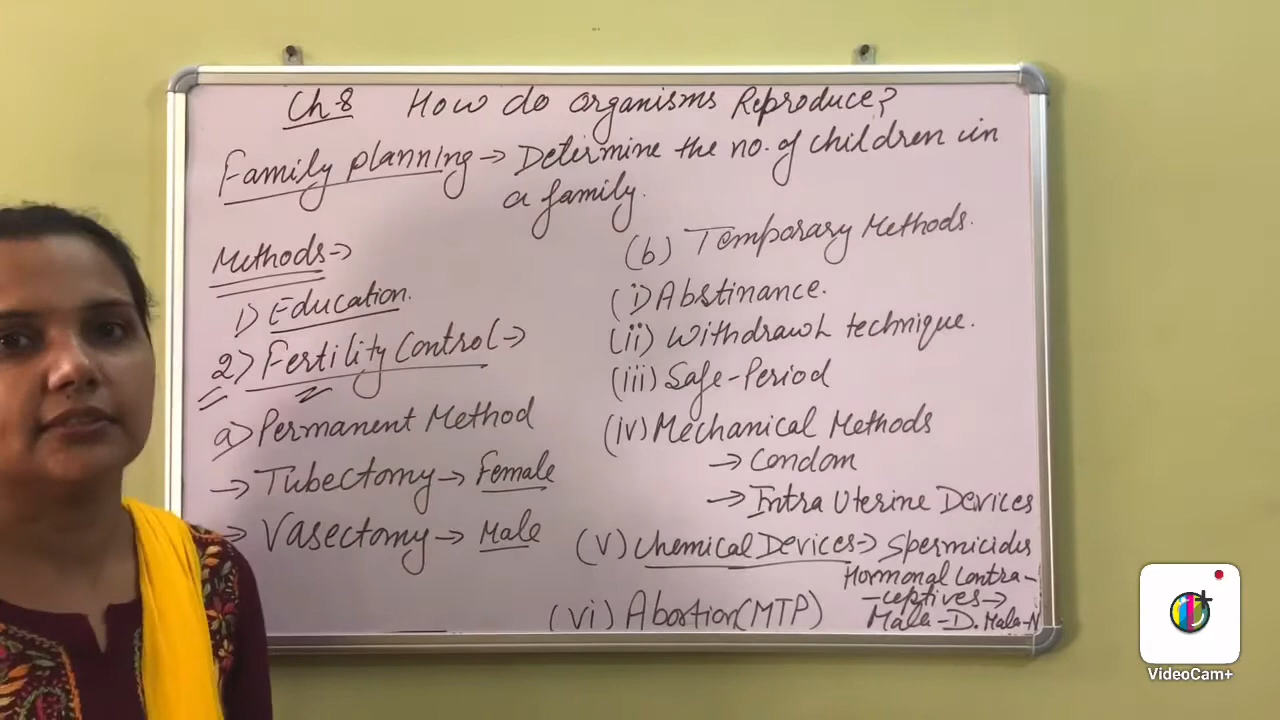 Ch-8 How do organisms Reproduce?
Family planning → Determine the no. of children in
a family.
Methods →
1) Education.
2) Fertility Control →
a) Permanent Method
→ Tubectomy → Female
→ Vasectomy → Male
(b) Temporary Methods.
(i) Abstinance.
(ii) Withdrawl technique.
(iii) Safe-Period
(iv) Mechanical Methods
→ Condom
→ Intra Uterine Devices
(v) Chemical Devices → Spermicides
Hormonal Contra-
-ceptives →
Mala-D. Mala-N
(vi) Abortion (MTP)
VideoCam+